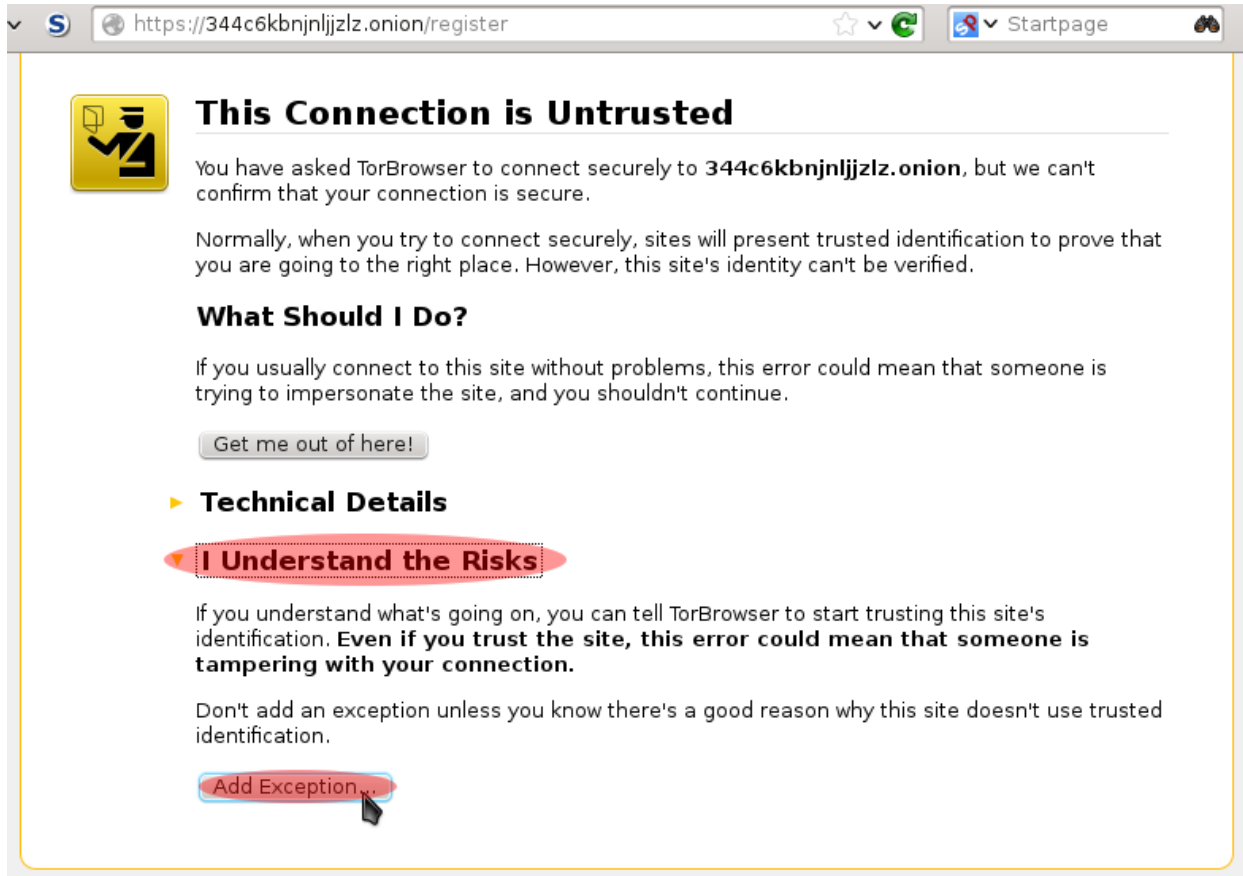 https://344c6kbnjnljjzlz.onion/register
Startpage
This Connection is Untrusted
You have asked TorBrowser to connect securely to 344c6kbnjnljjzlz.onion, but we can't
confirm that your connection is secure.
Normally, when you try to connect securely, sites will present trusted identification to prove that
you are going to the right place. However, this site's identity can't be verified.
What Should I Do?
If you usually connect to this site without problems, this error could mean that someone is
trying to impersonate the site, and you shouldn't continue.
Get me out of here!
Technical Details
I Understand the Risks
If you understand what's going on, you can tell TorBrowser to start trusting this site's
identification. Even if you trust the site, this error could mean that someone is
tampering with your connection.
Don't add an exception unless you know there's a good reason why this site doesn't use trusted
identification.
Add Exception...